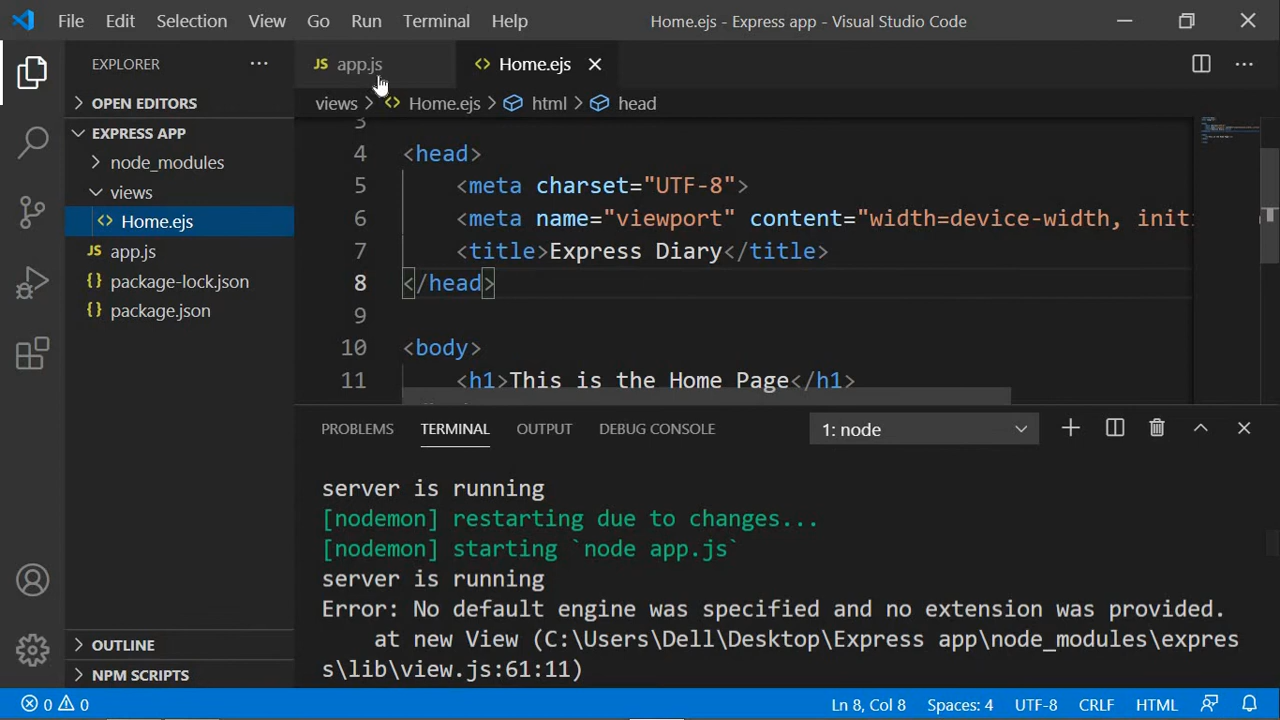 File Edit Selection View Go Run Terminal Help Home.ejs - Express app - Visual Studio Code
EXPLORER
JS app.js
Home.ejs
OPEN EDITORS
views > Home.ejs > html > head
EXPRESS APP
node_modules
views
Home.ejs
JS app.js
{} package-lock.json
{} package.json
3
4 <head>
5 <meta charset="UTF-8">
6 <meta name="viewport" content="width=device-width, initi
7 <title>Express Diary</title>
8 </head>
9
10 <body>
11 <h1>This is the Home Page</h1>
PROBLEMS TERMINAL OUTPUT DEBUG CONSOLE 1: node
server is running
[nodemon] restarting due to changes...
[nodemon] starting `node app.js`
server is running
Error: No default engine was specified and no extension was provided.
at new View (C:\Users\Dell\Desktop\Express app\node_modules\expres
s\lib\view.js:61:11)
OUTLINE
NPM SCRIPTS
0 0 Ln 8, Col 8 Spaces: 4 UTF-8 CRLF HTML